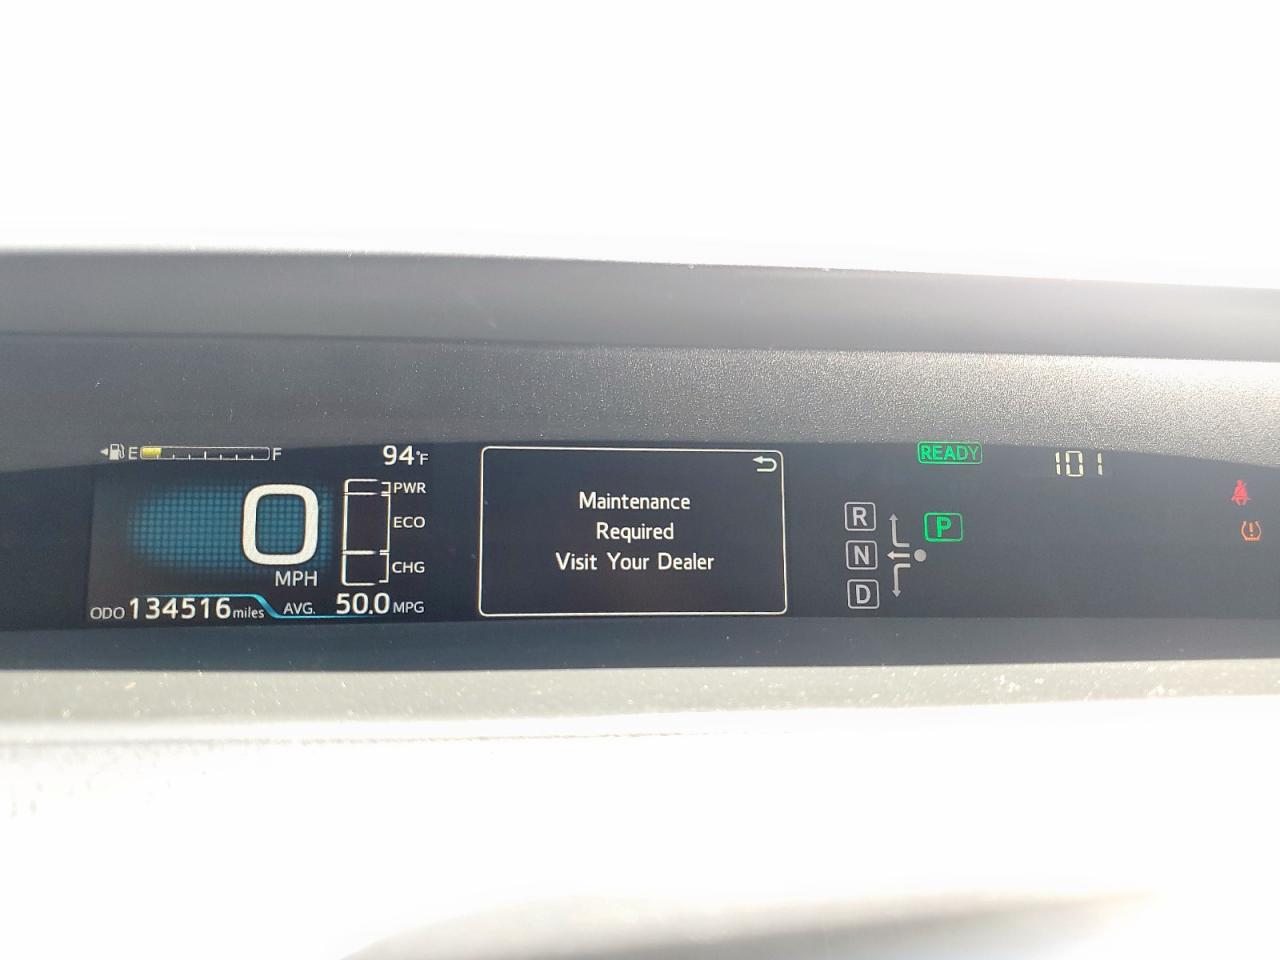 E F 94°F
0
MPH
PWR
ECO
CHG
ODO 134516 miles AVG. 50.0 MPG
Maintenance
Required
Visit Your Dealer
READY 101
R
N
D
P